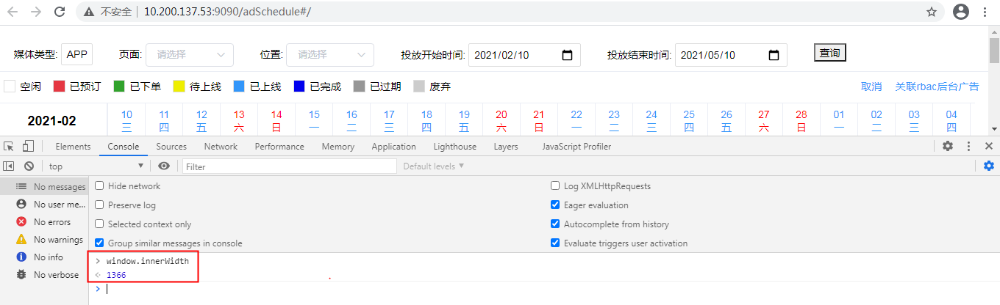 不安全 10.200.137.53:9090/adSchedule#/
媒体类型: APP 页面: 请选择 位置: 请选择 投放开始时间: 2021/02/10 投放结束时间: 2021/05/10 查询
空闲 已预订 已下单 待上线 已上线 已完成 已过期 废弃 取消 关联rbac后台广告
2021-02 10 11 12 13 14 15 16 17 18 19 20 21 22 23 24 25 26 27 28 01 02 03 04
三 四 五 六 日 一 二 三 四 五 六 日 一 二 三 四 五 六 日 一 二 三 四
Elements Console Sources Network Performance Memory Application Lighthouse Layers JavaScript Profiler
top Filter Default levels
No messages Hide network Log XMLHttpRequests
No user me... Preserve log Eager evaluation
No errors Selected context only Autocomplete from history
No warnings Group similar messages in console Evaluate triggers user activation
No info window.innerWidth
No verbose 1366